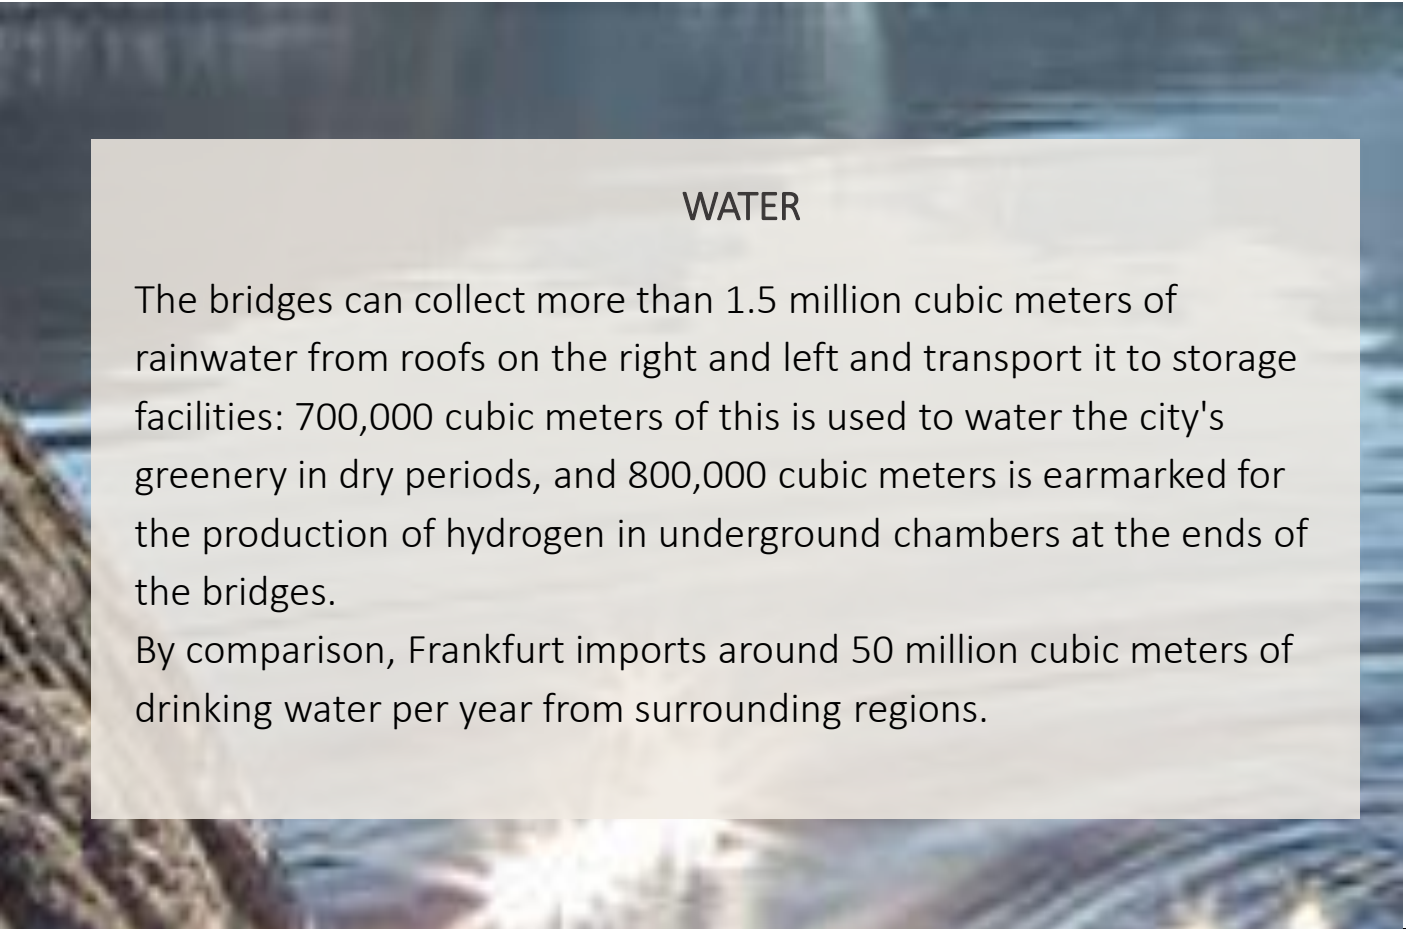 WATER
The bridges can collect more than 1.5 million cubic meters of
rainwater from roofs on the right and left and transport it to storage
facilities: 700,000 cubic meters of this is used to water the city's
greenery in dry periods, and 800,000 cubic meters is earmarked for
the production of hydrogen in underground chambers at the ends of
the bridges.
By comparison, Frankfurt imports around 50 million cubic meters of
drinking water per year from surrounding regions.